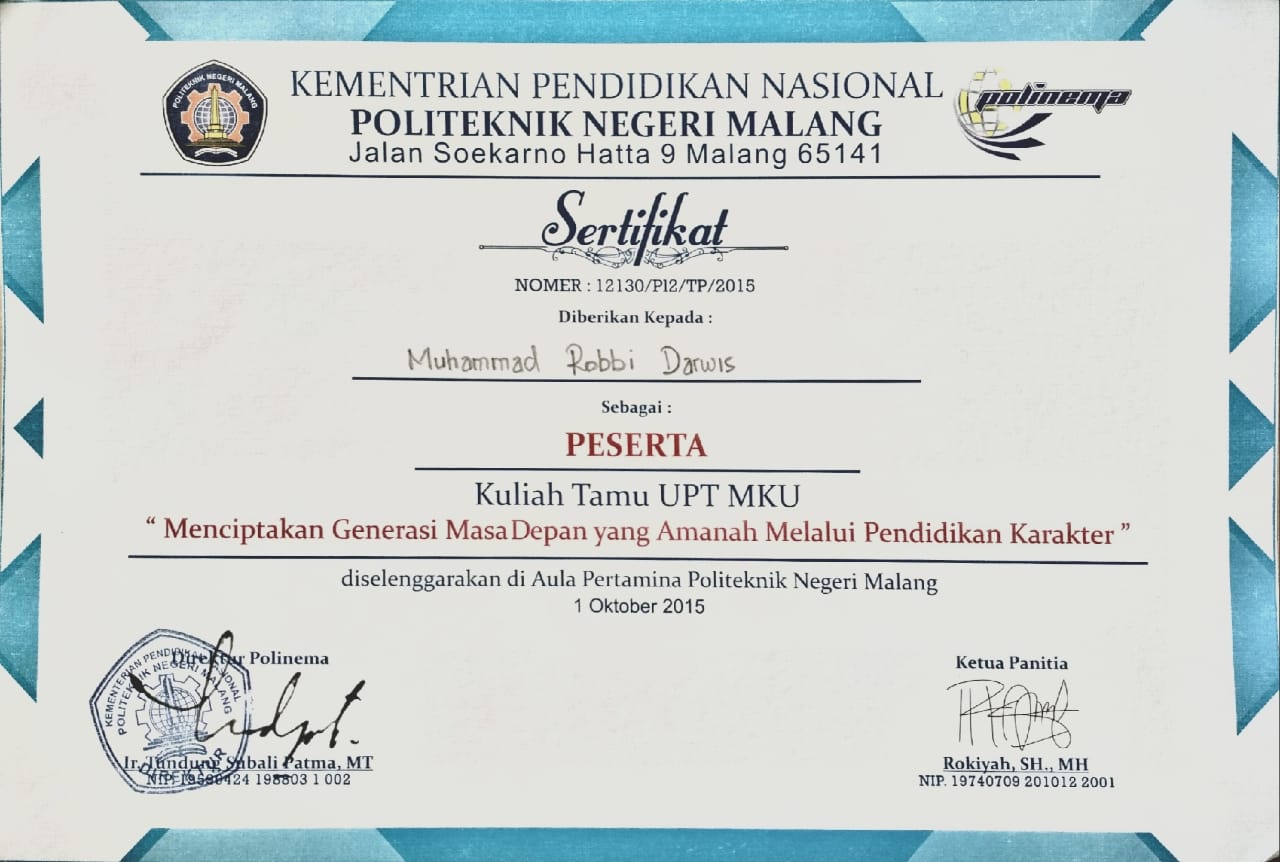 POLITEKNIK NEGERI MALANG
KEMENTRIAN PENDIDIKAN NASIONAL
POLITEKNIK NEGERI MALANG
Jalan Soekarno Hatta 9 Malang 65141
polinema
Sertifikat
NOMER : 12130/Pl2/TP/2015
Diberikan Kepada :
Muhammad Robbi Darwis
Sebagai :
PESERTA
Kuliah Tamu UPT MKU
“ Menciptakan Generasi Masa Depan yang Amanah Melalui Pendidikan Karakter ”
diselenggarakan di Aula Pertamina Politeknik Negeri Malang
1 Oktober 2015
Direktur Polinema
KEMENTERIAN PENDIDIKAN NASIONAL
POLITEKNIK NEGERI MALANG
DIREKTUR
Ir. Tundung Subali Patma, MT
NIP. 19590424 198803 1 002
Ketua Panitia
Rokiyah, SH., MH
NIP. 19740709 201012 2001